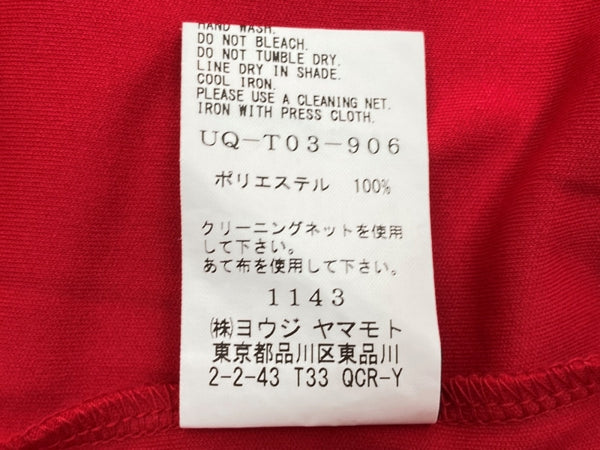 HAND WASH.
DO NOT BLEACH.
DO NOT TUMBLE DRY.
LINE DRY IN SHADE.
COOL IRON.
PLEASE USE A CLEANING NET.
IRON WITH PRESS CLOTH.
UQ-T03-906
ポリエステル 100%
クリーニングネットを使用
して下さい。
あて布を使用して下さい。
1143
㈱ヨウジ ヤマモト
東京都品川区東品川
2-2-43 T33 QCR-Y